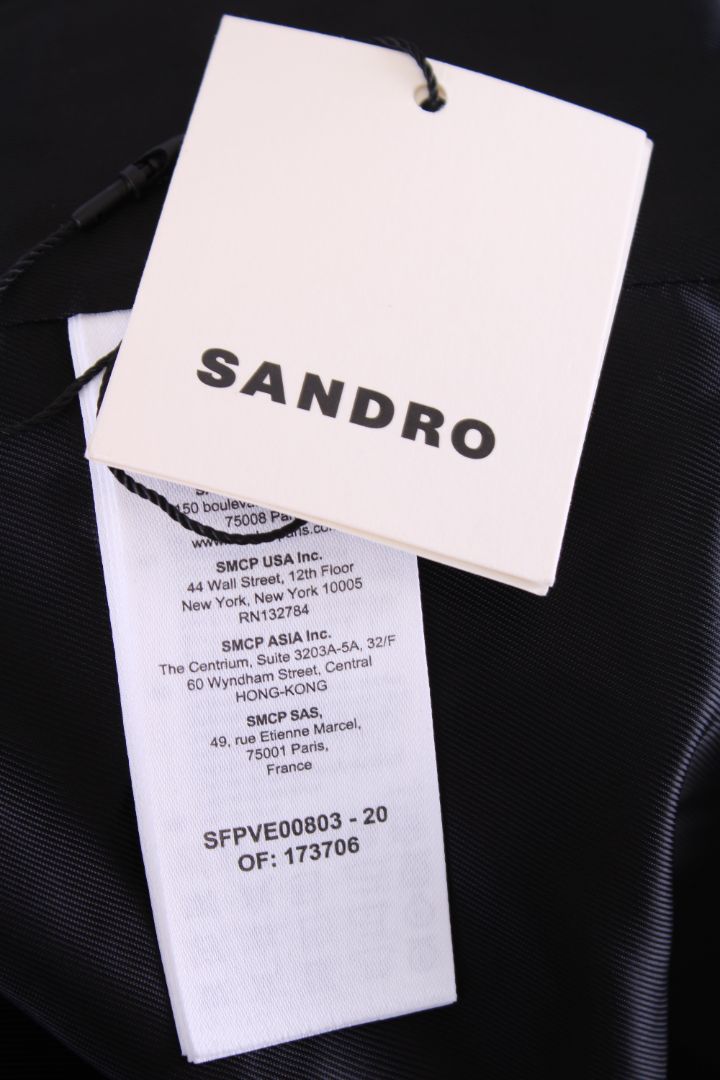 SANDRO
150
75008
SMCP USA Inc.
44 Wall Street, 12th Floor
New York, New York 10005
RN132784
SMCP ASIA Inc.
The Centrium, Suite 3203A-5A, 32/F
60 Wyndham Street, Central
HONG-KONG
SMCP SAS,
49, rue Etienne Marcel,
75001 Paris,
France
SFPVE00803 - 20
OF: 173706